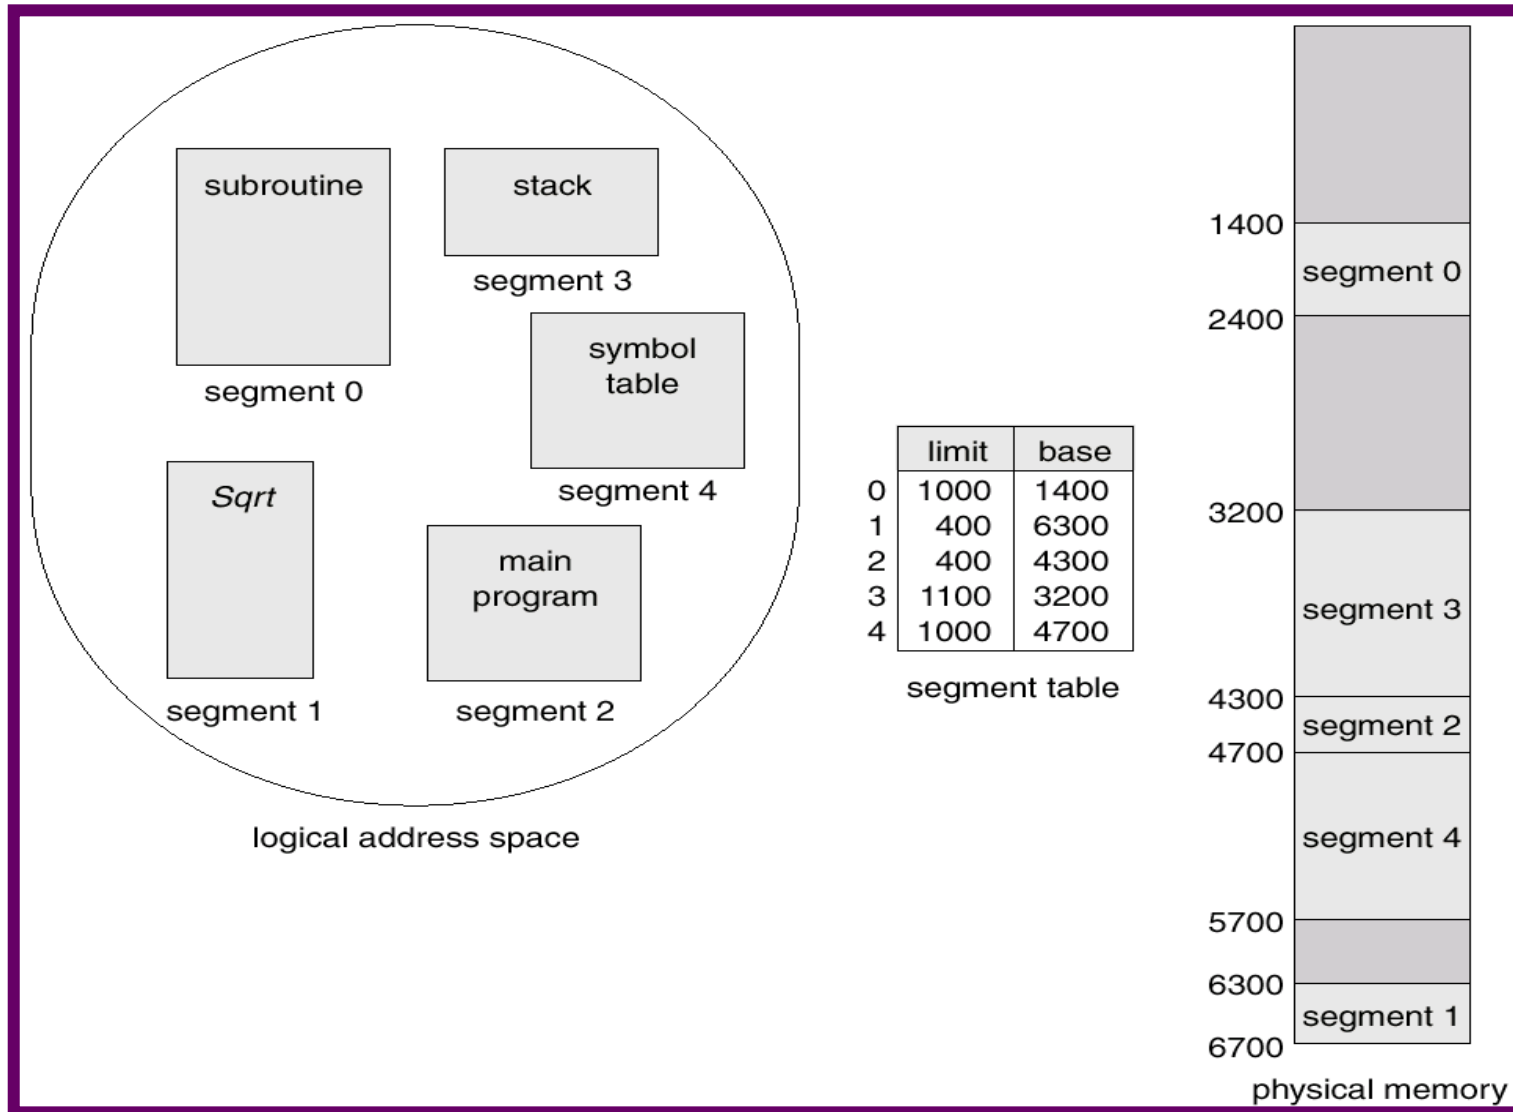 subroutine
segment 0
stack
segment 3
symbol
table
segment 4
Sqrt
segment 1
main
program
segment 2
logical address space
limit base
0 1000 1400
1 400 6300
2 400 4300
3 1100 3200
4 1000 4700
segment table
1400
segment 0
2400
3200
segment 3
4300
segment 2
4700
segment 4
5700
6300
segment 1
6700
physical memory